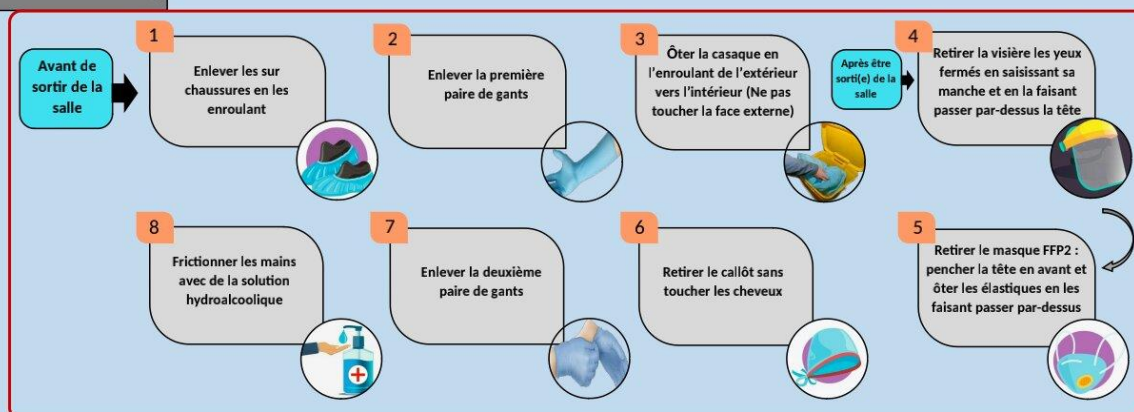 Avant de
sortir de la
salle
1
Enlever les sur
chaussures en les
enroulant
2
Enlever la première
paire de gants
3
Ôter la casaque en
l'enroulant de l'extérieur
vers l'intérieur (Ne pas
toucher la face externe)
Après être
sorti(e) de la
salle
4
Retirer la visière les yeux
fermés en saisissant sa
manche et en la faisant
passer par-dessus la tête
5
Retirer le masque FFP2 :
pencher la tête en avant et
ôter les élastiques en les
faisant passer par-dessus
6
Retirer le callôt sans
toucher les cheveux
7
Enlever la deuxième
paire de gants
8
Frictionner les mains
avec de la solution
hydroalcoolique